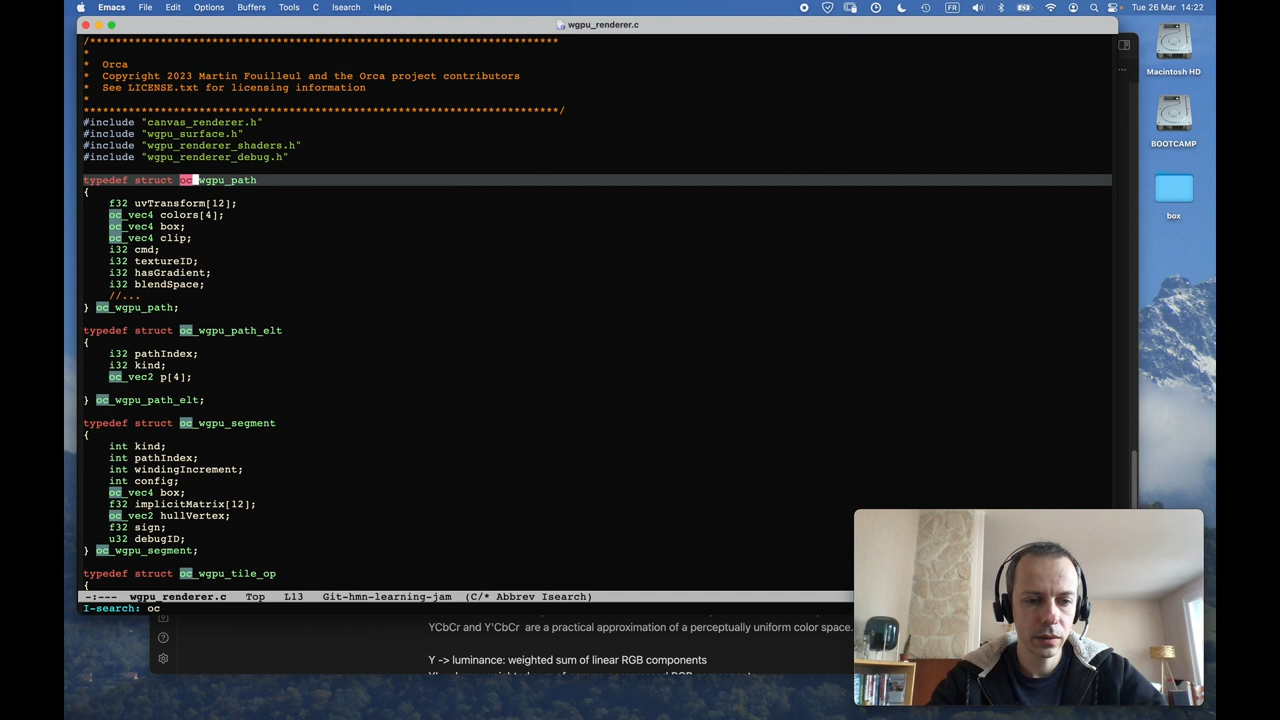 Emacs File Edit Options Buffers Tools C Isearch Help FR Tue 26 Mar 14:22
wgpu_renderer.c
/*************************************************************************
*
* Orca
* Copyright 2023 Martin Fouilleul and the Orca project contributors
* See LICENSE.txt for licensing information
*
**************************************************************************/
#include "canvas_renderer.h"
#include "wgpu_surface.h"
#include "wgpu_renderer_shaders.h"
#include "wgpu_renderer_debug.h"
typedef struct oc_wgpu_path
{
f32 uvTransform[12];
oc_vec4 colors[4];
oc_vec4 box;
oc_vec4 clip;
i32 cmd;
i32 textureID;
i32 hasGradient;
i32 blendSpace;
//...
} oc_wgpu_path;
typedef struct oc_wgpu_path_elt
{
i32 pathIndex;
i32 kind;
oc_vec2 p[4];
} oc_wgpu_path_elt;
typedef struct oc_wgpu_segment
{
int kind;
int pathIndex;
int windingIncrement;
int config;
oc_vec4 box;
f32 implicitMatrix[12];
oc_vec2 hullVertex;
f32 sign;
u32 debugID;
} oc_wgpu_segment;
typedef struct oc_wgpu_tile_op
{
-:--- wgpu_renderer.c Top L13 Git-hmn-learning-jam (C/* Abbrev Isearch)
I-search: oc
YCbCr and Y'CbCr are a practical approximation of a perceptually uniform color space.
Y -> luminance: weighted sum of linear RGB components
Macintosh HD
BOOTCAMP
box